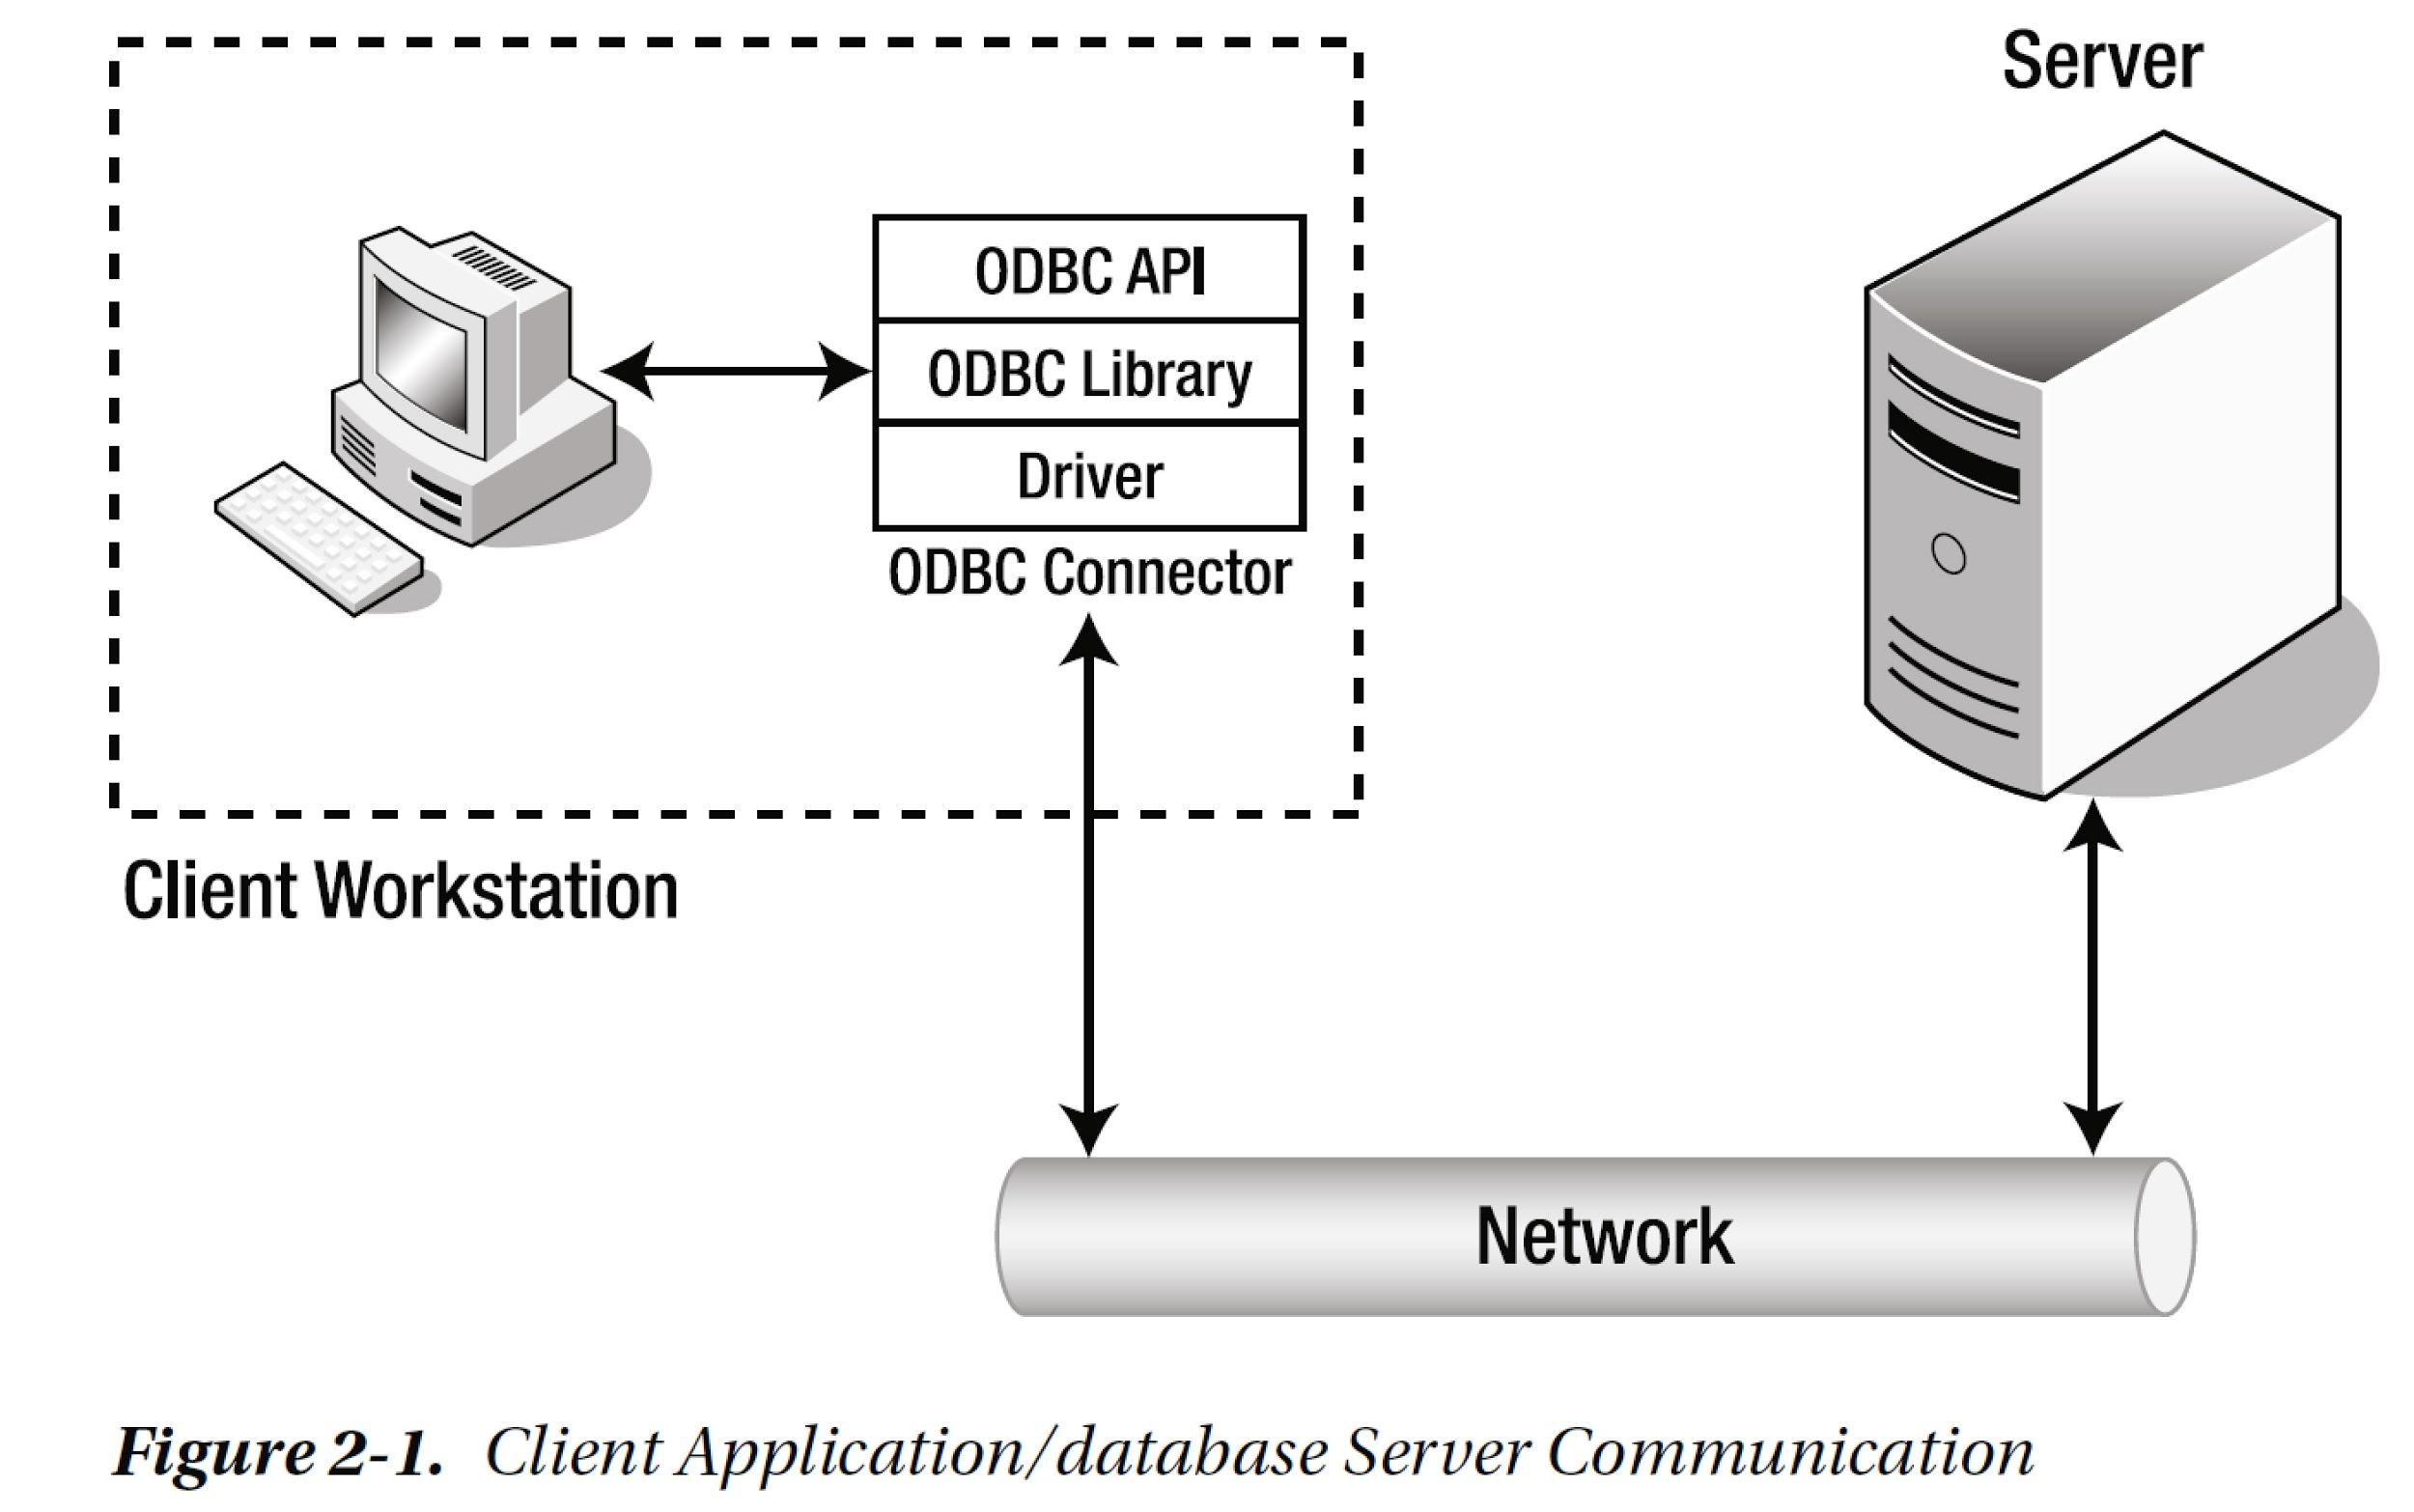 Server
ODBC API
ODBC Library
Driver
ODBC Connector
Client Workstation
Network
Figure 2-1. Client Application/database Server Communication